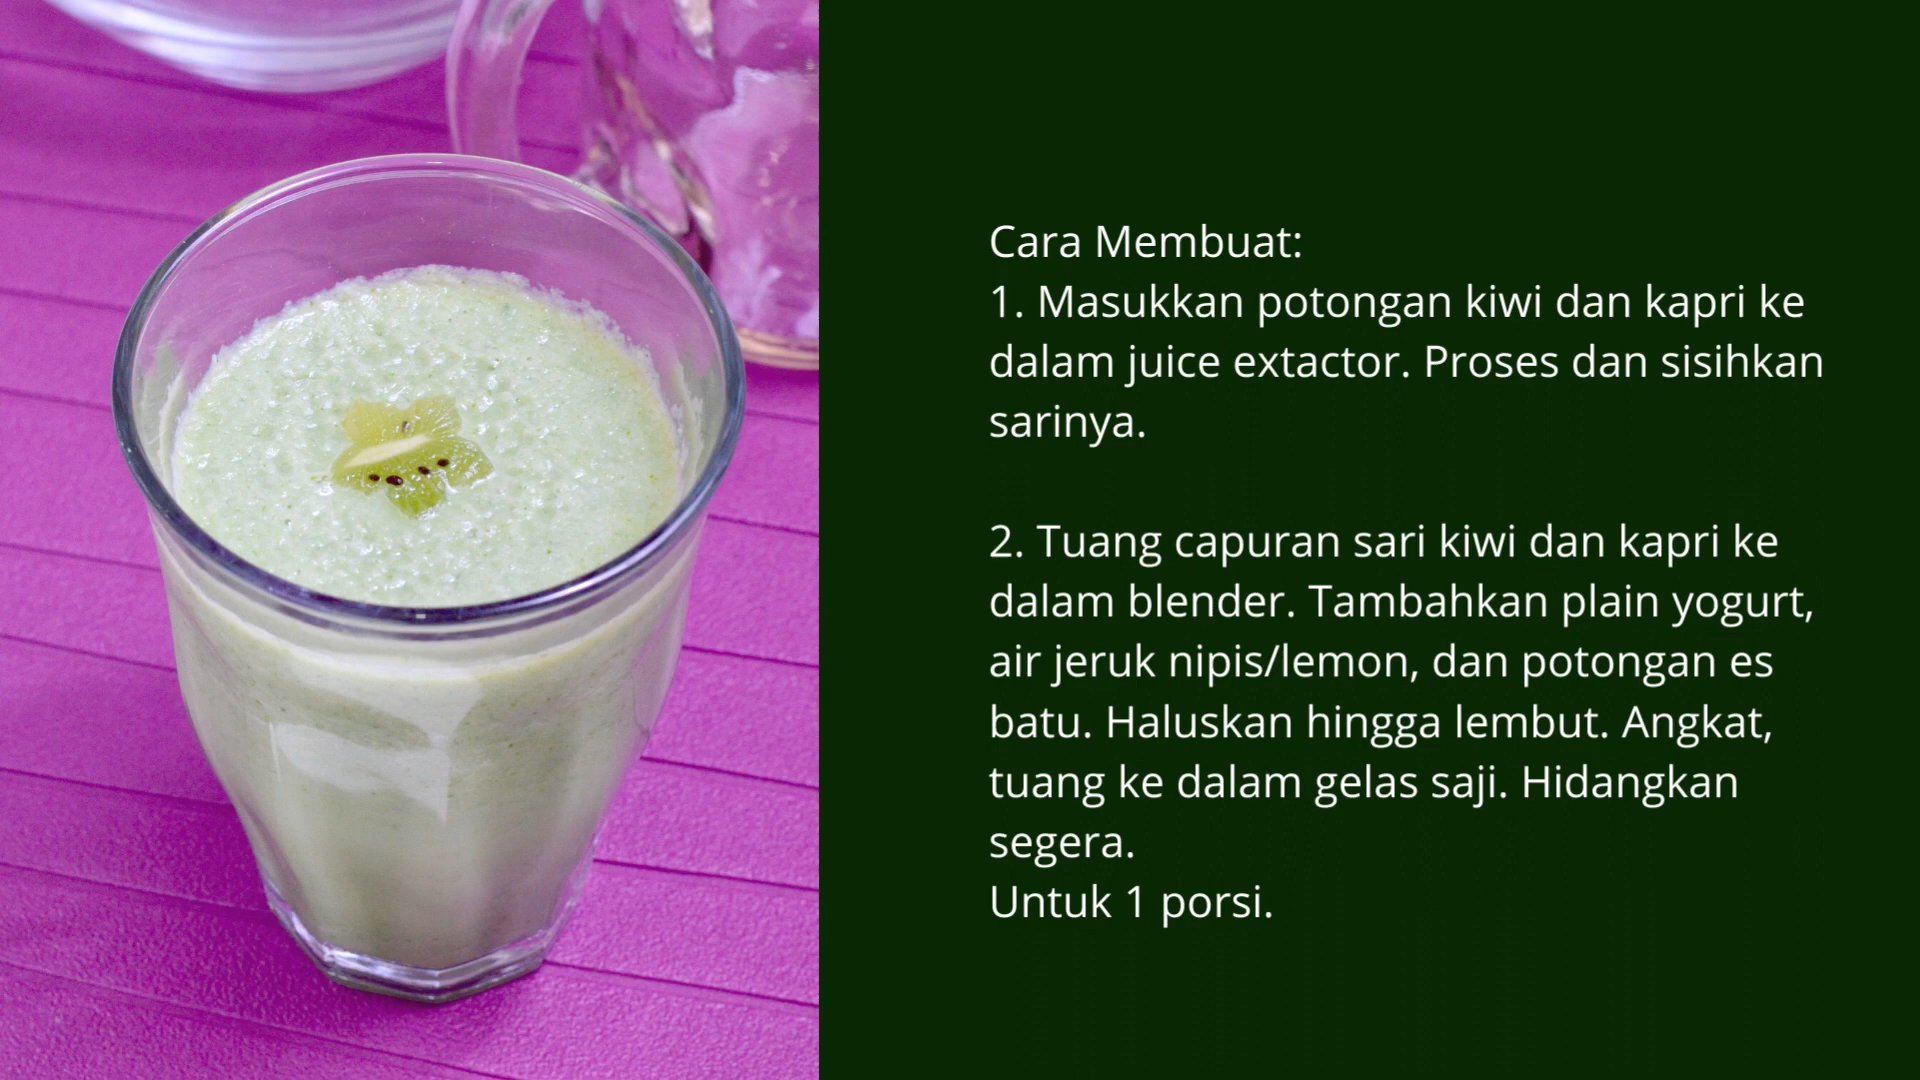 Cara Membuat:
1. Masukkan potongan kiwi dan kapri ke
dalam juice extactor. Proses dan sisihkan
sarinya.
2. Tuang capuran sari kiwi dan kapri ke
dalam blender. Tambahkan plain yogurt,
air jeruk nipis/lemon, dan potongan es
batu. Haluskan hingga lembut. Angkat,
tuang ke dalam gelas saji. Hidangkan
segera.
Untuk 1 porsi.